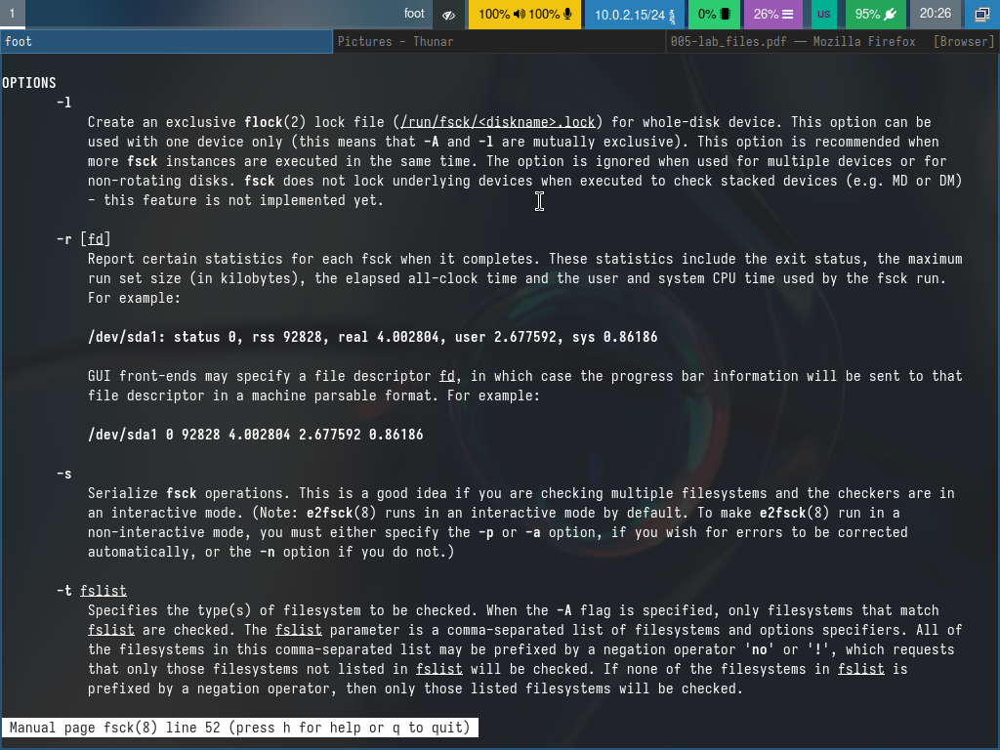 1
foot
100% 100%
10.0.2.15/24
0%
26%
us
95%
20:26
foot
Pictures - Thunar
005-lab_files.pdf — Mozilla Firefox [Browser]
OPTIONS
-l
Create an exclusive flock(2) lock file (/run/fsck/<diskname>.lock) for whole-disk device. This option can be
used with one device only (this means that -A and -l are mutually exclusive). This option is recommended when
more fsck instances are executed in the same time. The option is ignored when used for multiple devices or for
non-rotating disks. fsck does not lock underlying devices when executed to check stacked devices (e.g. MD or DM)
- this feature is not implemented yet.
-r [fd]
Report certain statistics for each fsck when it completes. These statistics include the exit status, the maximum
run set size (in kilobytes), the elapsed all-clock time and the user and system CPU time used by the fsck run.
For example:
/dev/sda1: status 0, rss 92828, real 4.002804, user 2.677592, sys 0.86186
GUI front-ends may specify a file descriptor fd, in which case the progress bar information will be sent to that
file descriptor in a machine parsable format. For example:
/dev/sda1 0 92828 4.002804 2.677592 0.86186
-s
Serialize fsck operations. This is a good idea if you are checking multiple filesystems and the checkers are in
an interactive mode. (Note: e2fsck(8) runs in an interactive mode by default. To make e2fsck(8) run in a
non-interactive mode, you must either specify the -p or -a option, if you wish for errors to be corrected
automatically, or the -n option if you do not.)
-t fslist
Specifies the type(s) of filesystem to be checked. When the -A flag is specified, only filesystems that match
fslist are checked. The fslist parameter is a comma-separated list of filesystems and options specifiers. All of
the filesystems in this comma-separated list may be prefixed by a negation operator 'no' or '!', which requests
that only those filesystems not listed in fslist will be checked. If none of the filesystems in fslist is
prefixed by a negation operator, then only those listed filesystems will be checked.
Manual page fsck(8) line 52 (press h for help or q to quit)